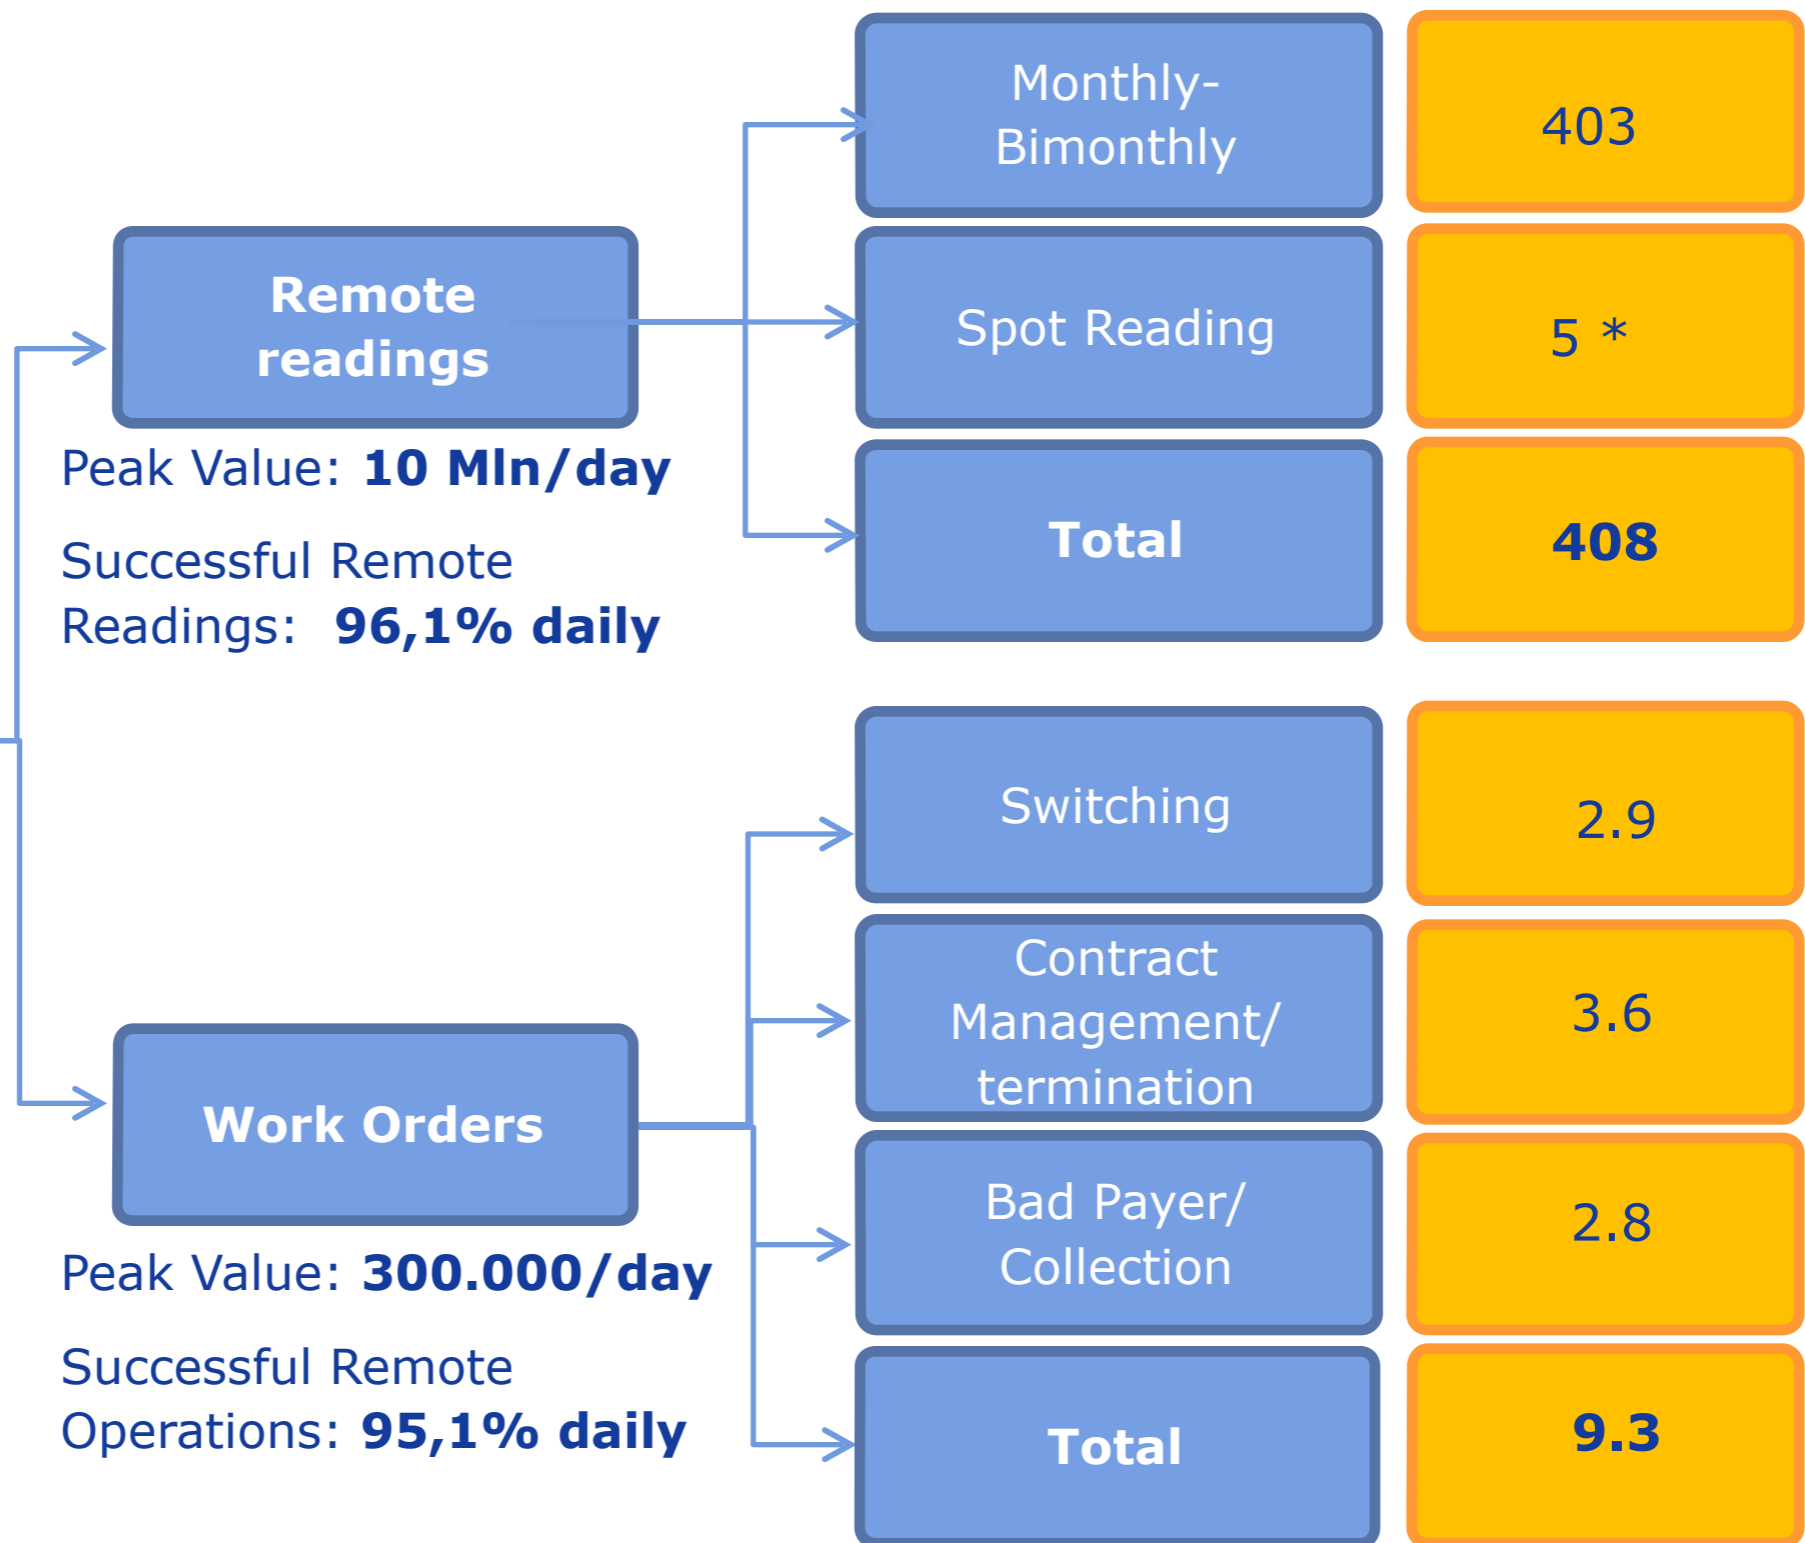 Monthly-
Bimonthly
403
Remote
readings
Spot Reading
5 *
Peak Value: 10 Mln/day
Successful Remote
Readings:  96,1% daily
Total
408
Switching
2.9
Contract
Management/
termination
3.6
Work Orders
Bad Payer/
Collection
2.8
Peak Value: 300.000/day
Successful Remote
Operations: 95,1% daily
Total
9.3